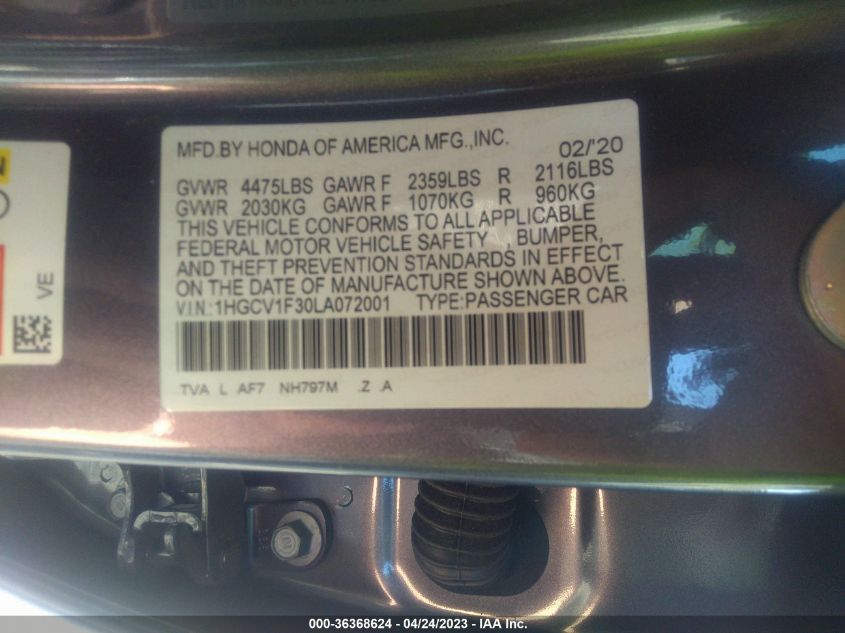 MFD.BY HONDA OF AMERICA MFG.,INC. 02/'20
GVWR 4475LBS GAWR F 2359LBS R 2116LBS
GVWR 2030KG GAWR F 1070KG R 960KG
THIS VEHICLE CONFORMS TO ALL APPLICABLE
FEDERAL MOTOR VEHICLE SAFETY, BUMPER,
AND THEFT PREVENTION STANDARDS IN EFFECT
ON THE DATE OF MANUFACTURE SHOWN ABOVE.
VIN:1HGCV1F30LA072001 TYPE:PASSENGER CAR
TVA L AF7 NH797M .Z .A
VE
000-36368624 - 04/24/2023 - IAA Inc.